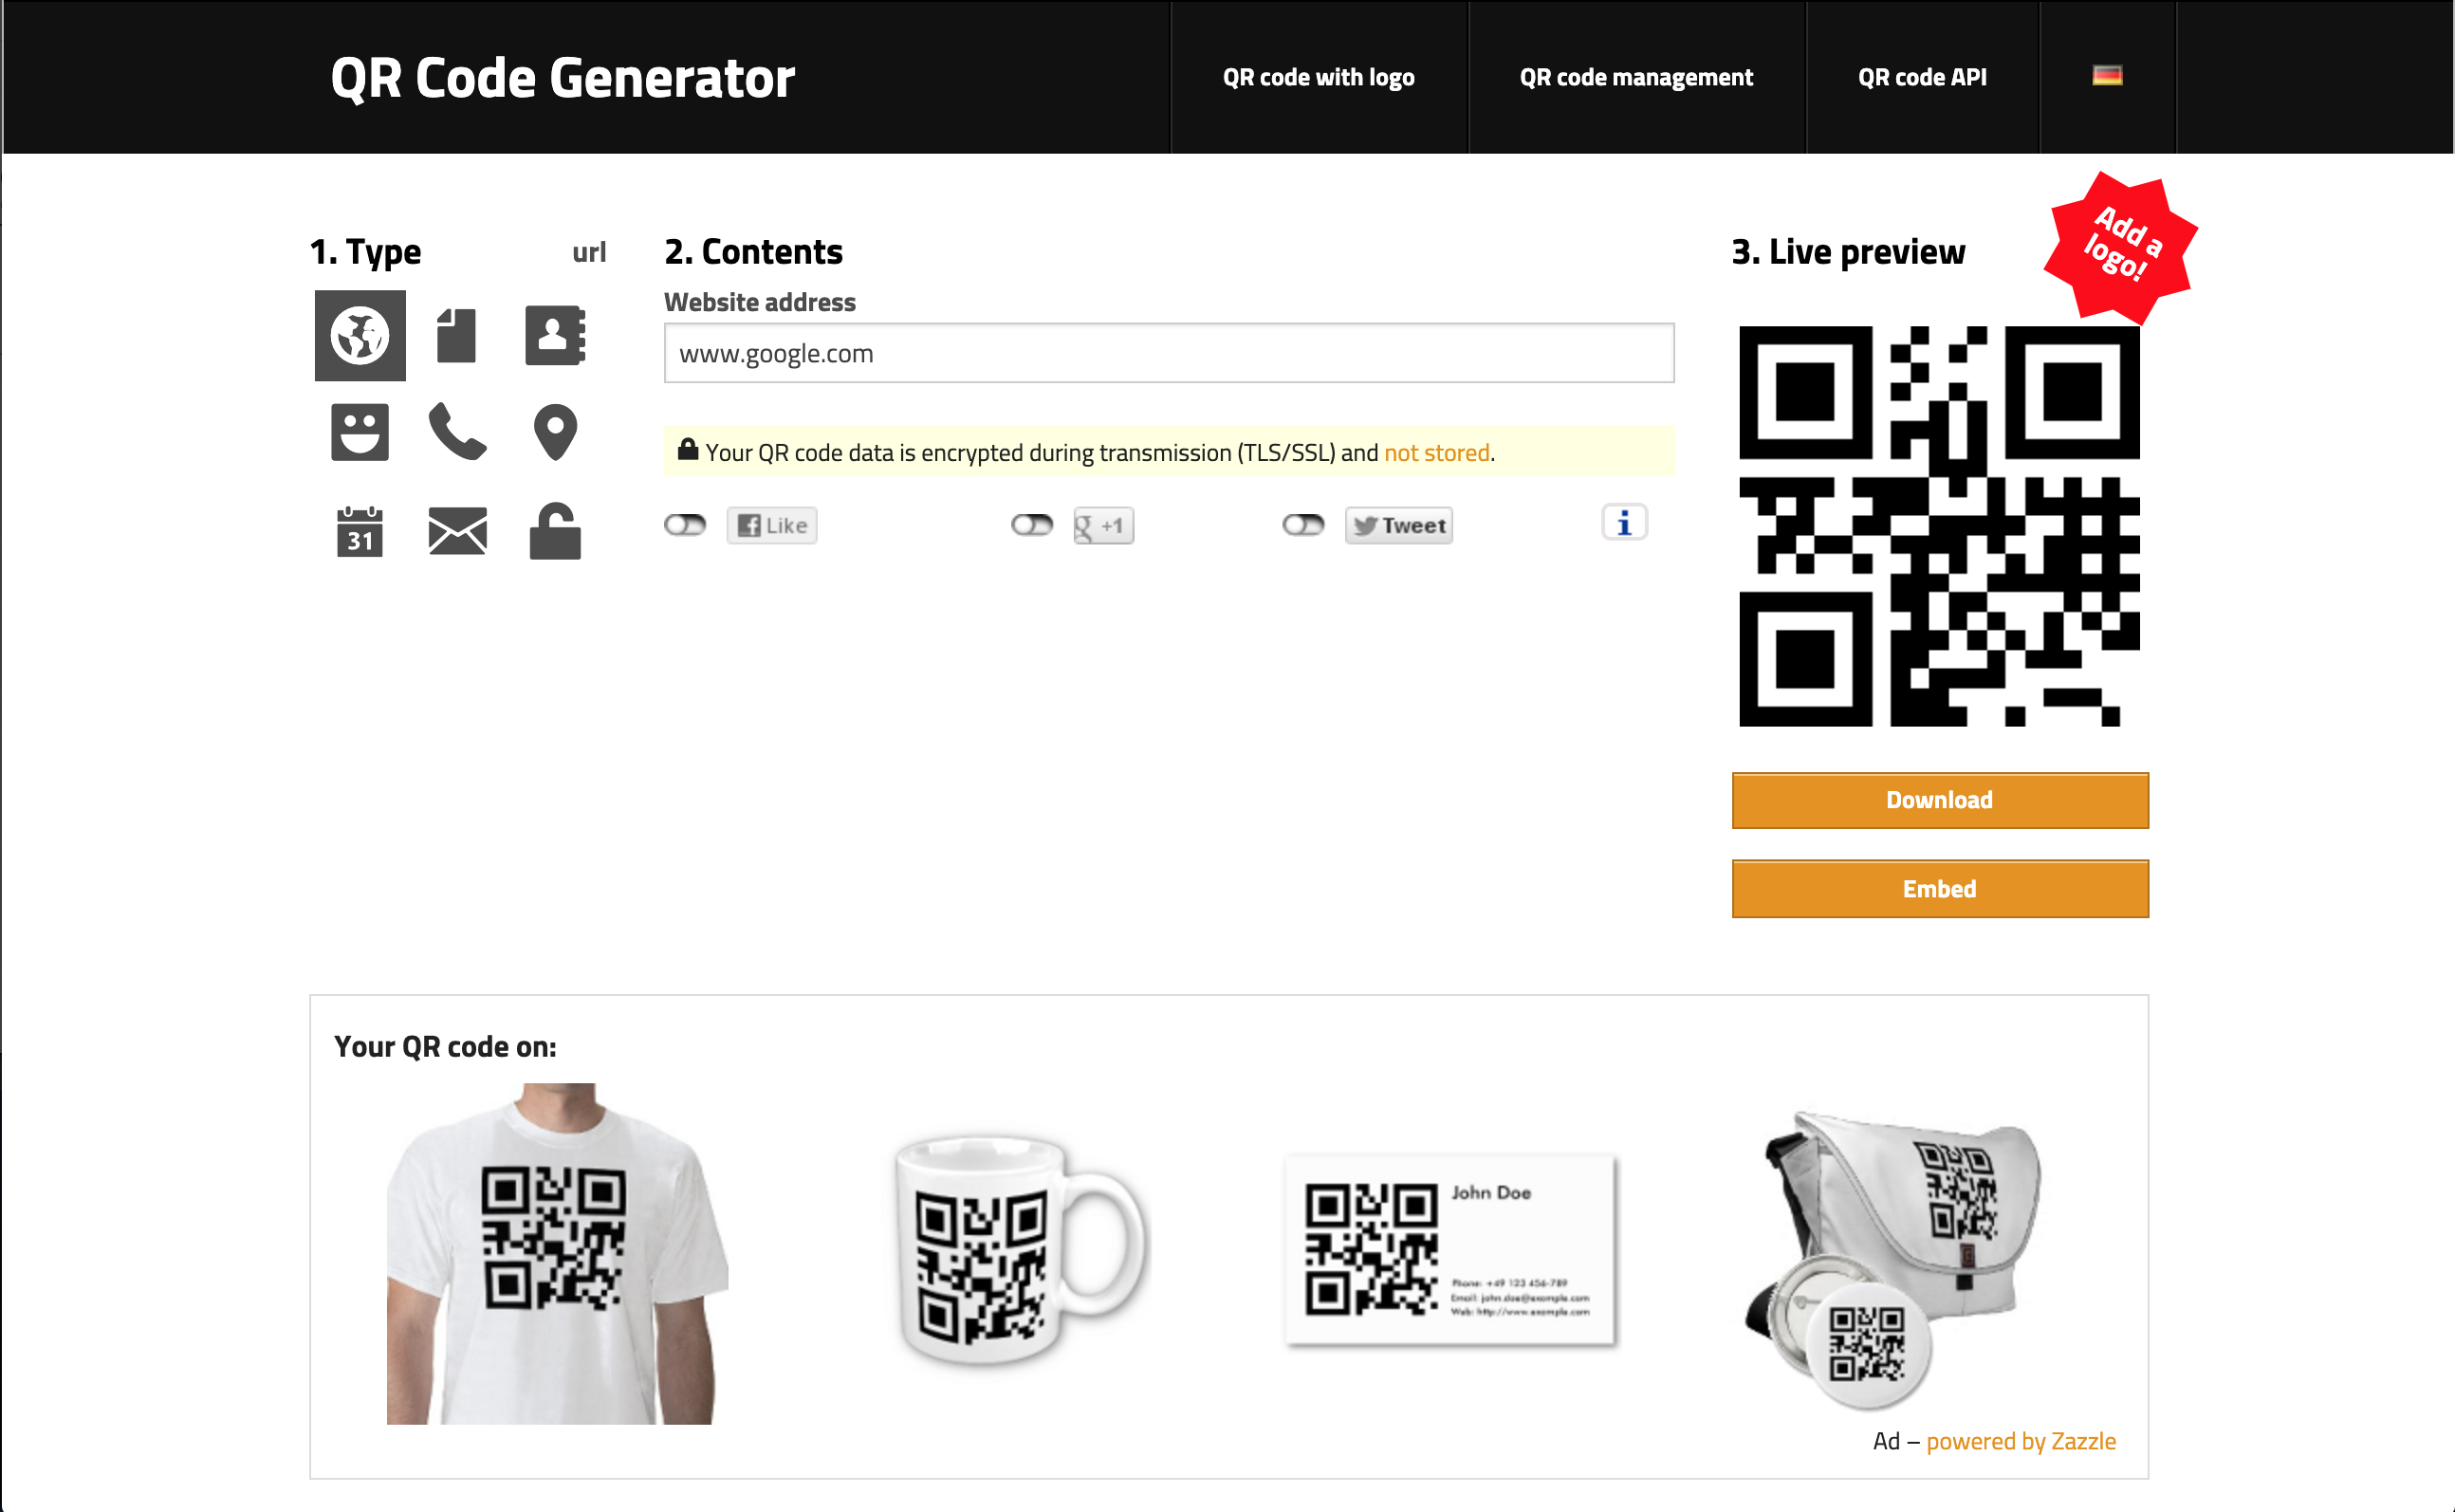 QR Code Generator
QR code with logo
QR code management
QR code API
1. Type
url
31
2. Contents
Website address
www.google.com
Your QR code data is encrypted during transmission (TLS/SSL) and not stored.
Like
+1
Tweet
i
3. Live preview
Add a
logo!
Download
Embed
Your QR code on:
John Doe
Phone: +49 123 456-789
Email: john.doe@example.com
Web: http://www.example.com
Ad – powered by Zazzle